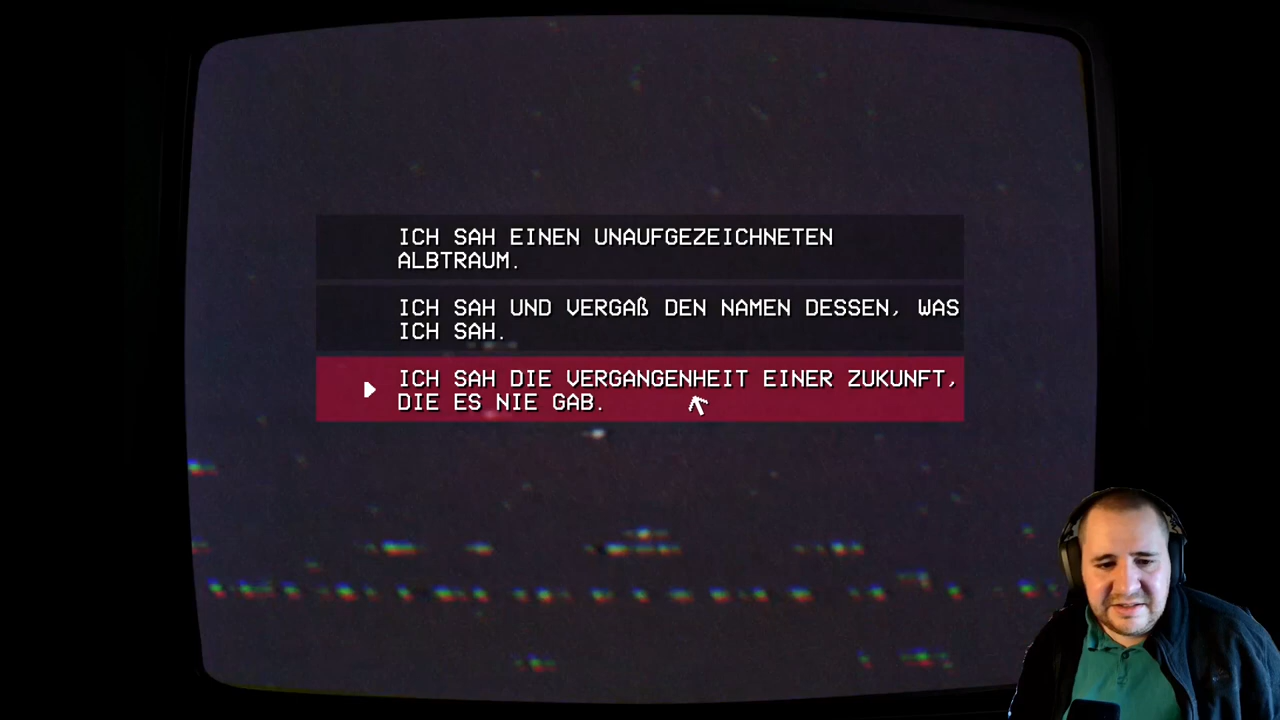 ICH SAH EINEN UNAUFGEZEICHNETEN
ALBTRAUM.
ICH SAH UND VERGAß DEN NAMEN DESSEN, WAS
ICH SAH.
ICH SAH DIE VERGANGENHEIT EINER ZUKUNFT,
DIE ES NIE GAB.